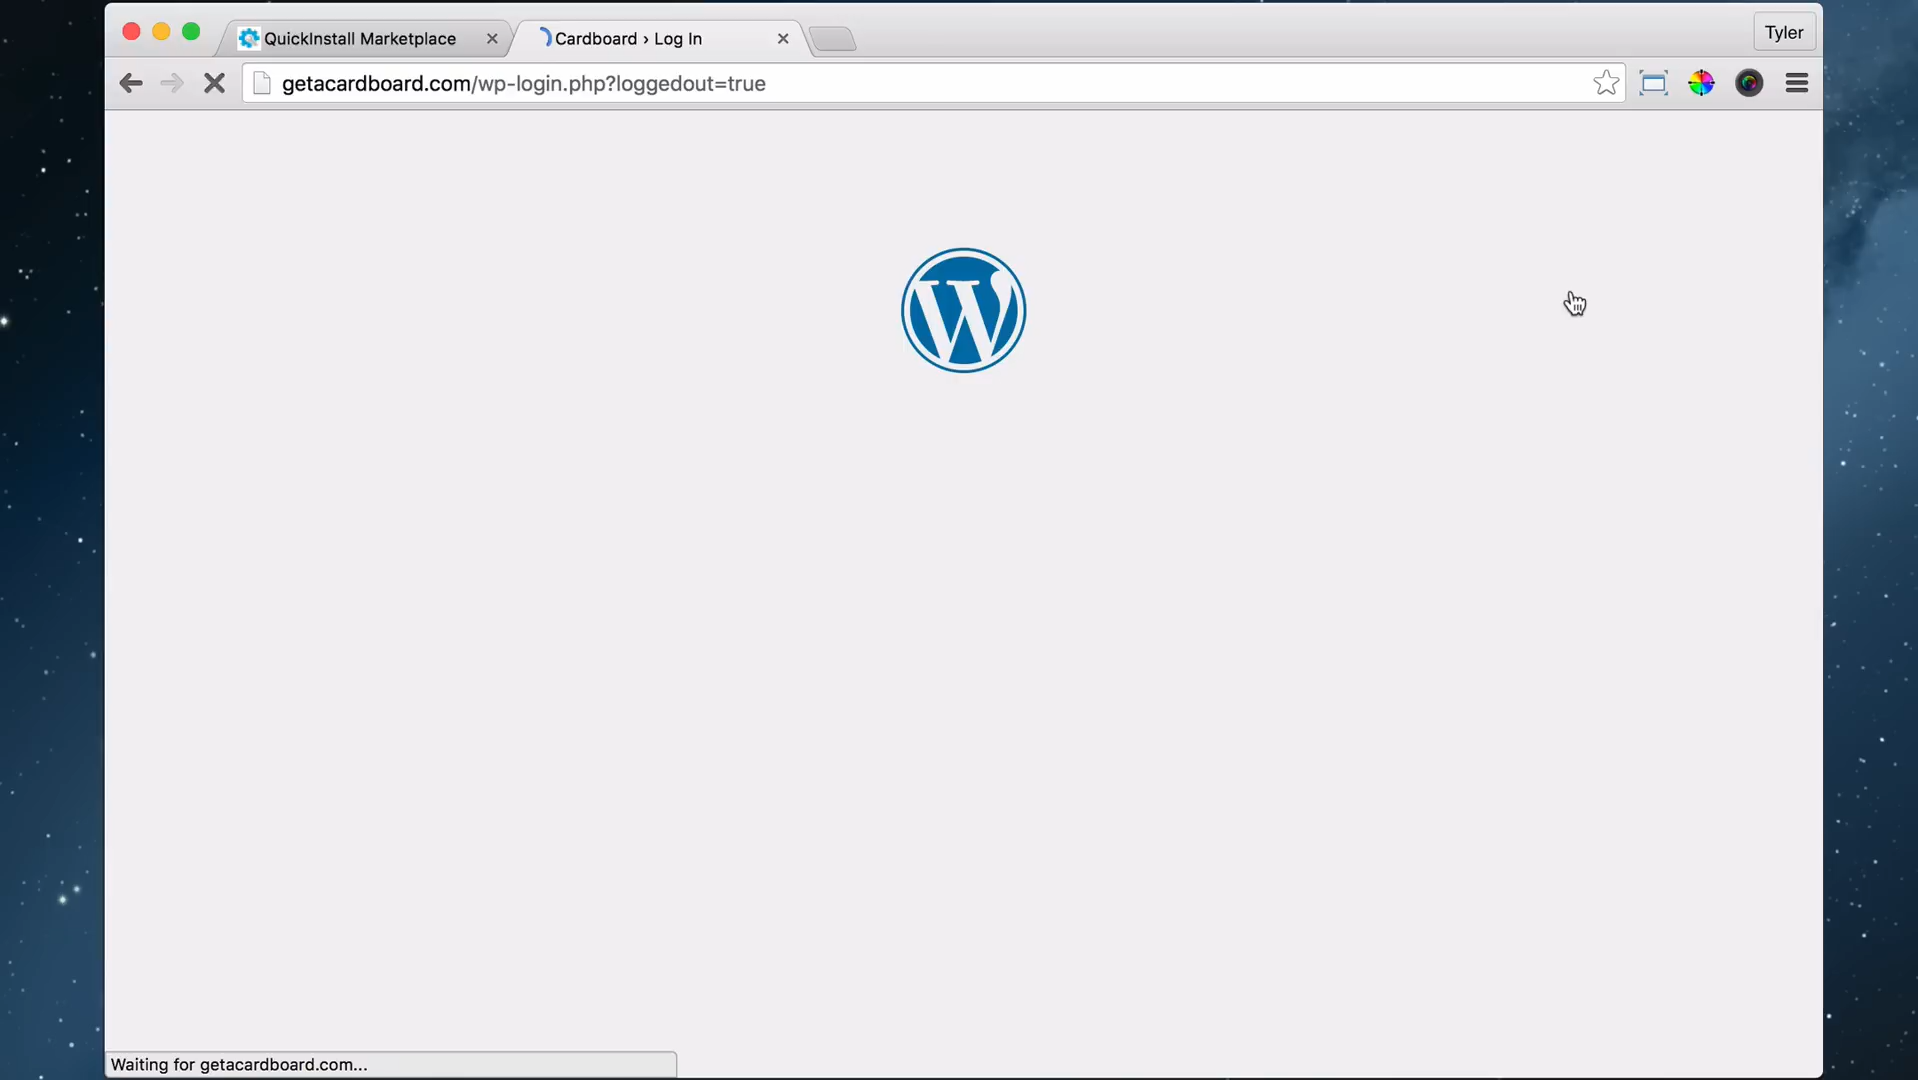 QuickInstall Marketplace
Cardboard › Log In
Tyler
getacardboard.com/wp-login.php?loggedout=true
Waiting for getacardboard.com...